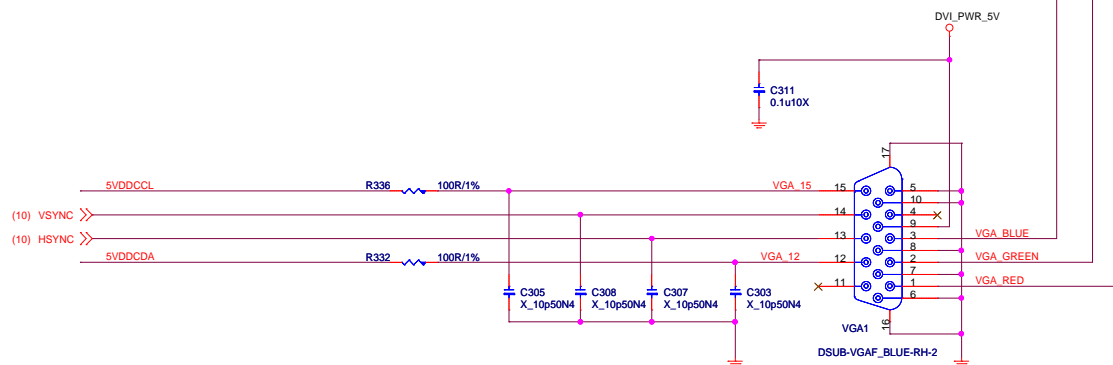 DVI_PWR_5V
C311
0.1u10X
17
5VDDCCL
R336
100R/1%
VGA_15
15
5
10
(10) VSYNC
14
4
9
(10) HSYNC
13
3
VGA_BLUE
8
5VDDCDA
R332
100R/1%
VGA_12
12
2
VGA_GREEN
7
11
1
VGA_RED
6
C305
X_10p50N4
C308
X_10p50N4
C307
X_10p50N4
C303
X_10p50N4
16
VGA1
DSUB-VGAF_BLUE-RH-2